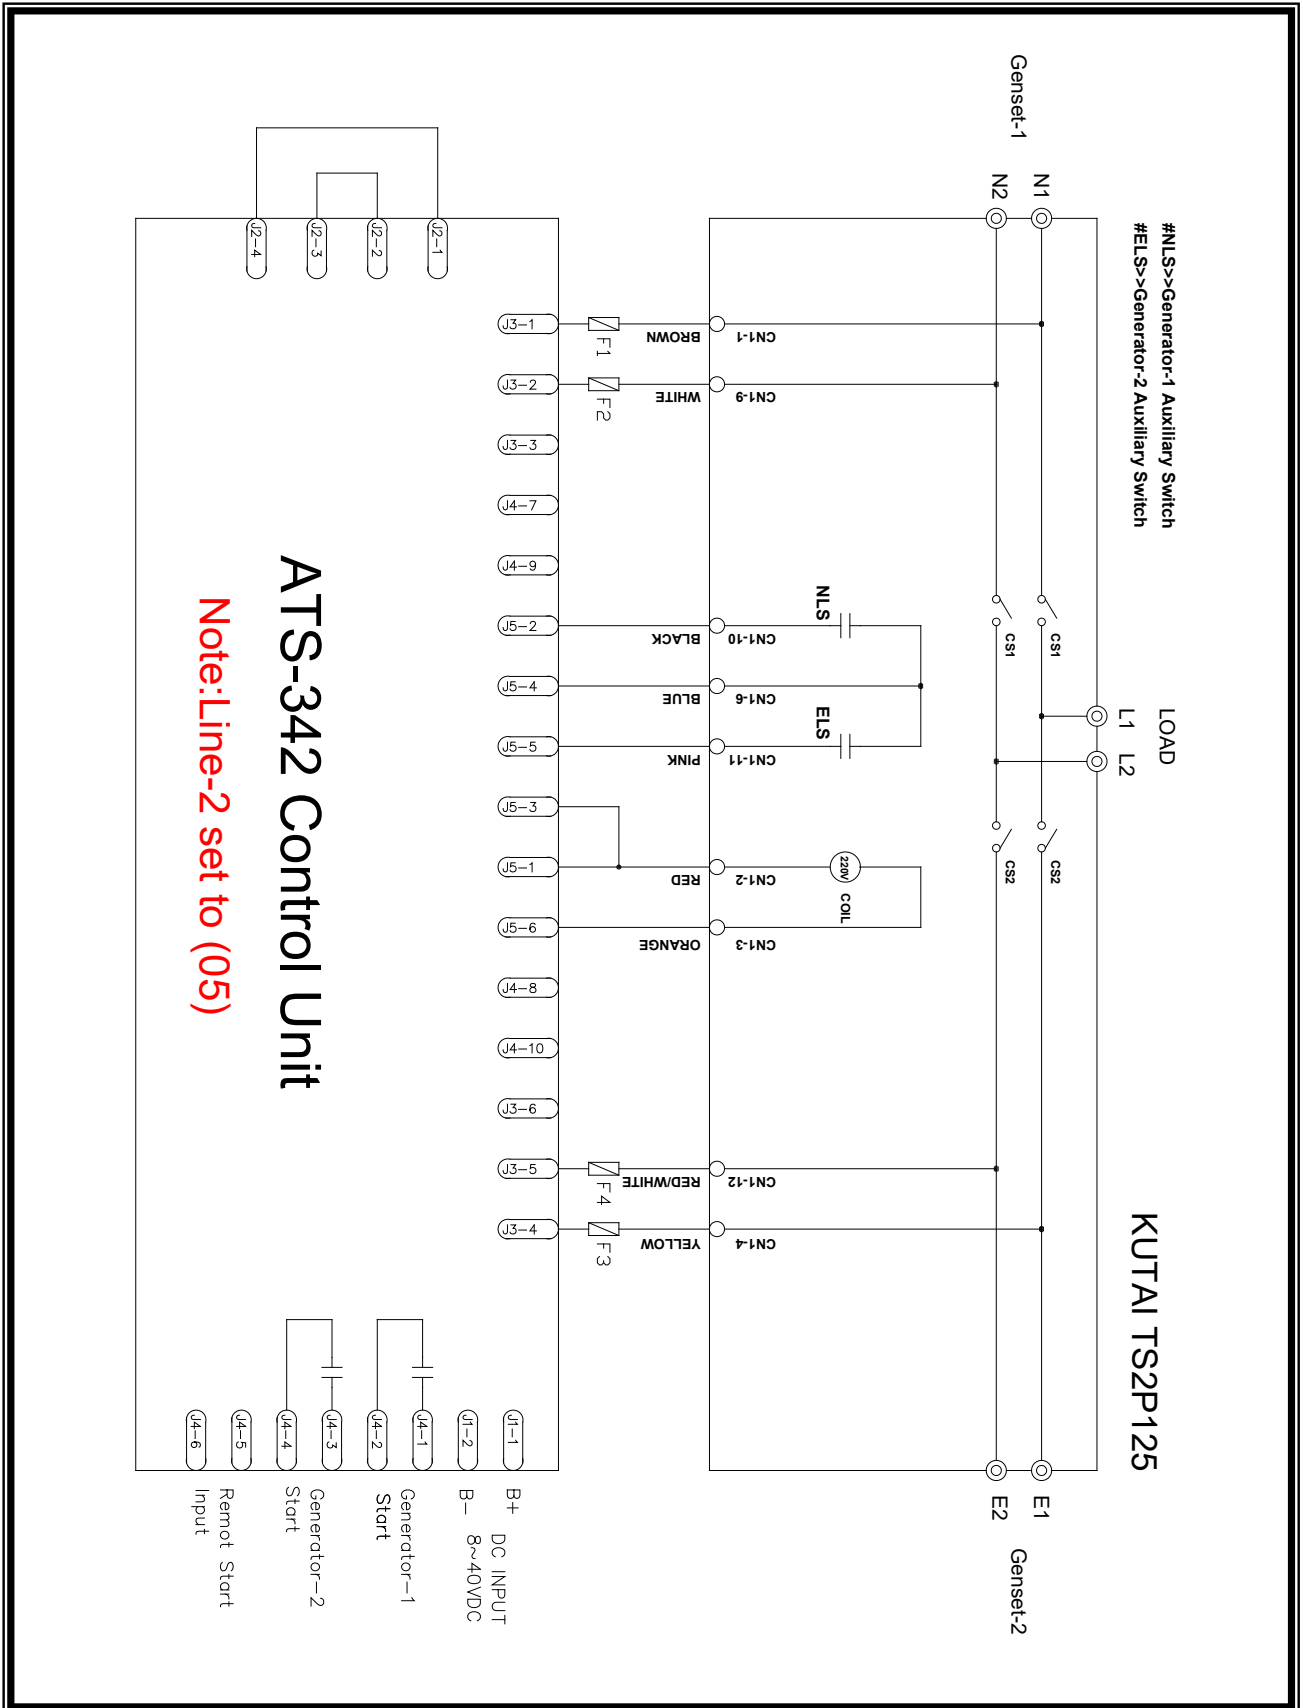 KUTAI TS2P125
#NLS>>Generator-1 Auxiliary Switch
#ELS>>Generator-2 Auxiliary Switch
LOAD
L1
L2
Genset-1
N1
N2
CS1
CS1
CS2
CS2
E1
E2
Genset-2
NLS
ELS
220V
COIL
CN1-1
CN1-9
CN1-10
CN1-6
CN1-11
CN1-2
CN1-3
CN1-12
CN1-4
BROWN
WHITE
BLACK
BLUE
PINK
RED
ORANGE
RED/WHITE
YELLOW
F1
F2
F4
F3
J3-1
J3-2
J3-3
J4-7
J4-9
J5-2
J5-4
J5-5
J5-3
J5-1
J5-6
J4-8
J4-10
J3-6
J3-5
J3-4
J2-1
J2-2
J2-3
J2-4
ATS-342 Control Unit
Note:Line-2 set to (05)
J1-1
B+
DC INPUT
J1-2
B-
8~40VDC
J4-1
J4-2
Generator-1
Start
J4-3
J4-4
Generator-2
Start
J4-5
J4-6
Remot Start
Input